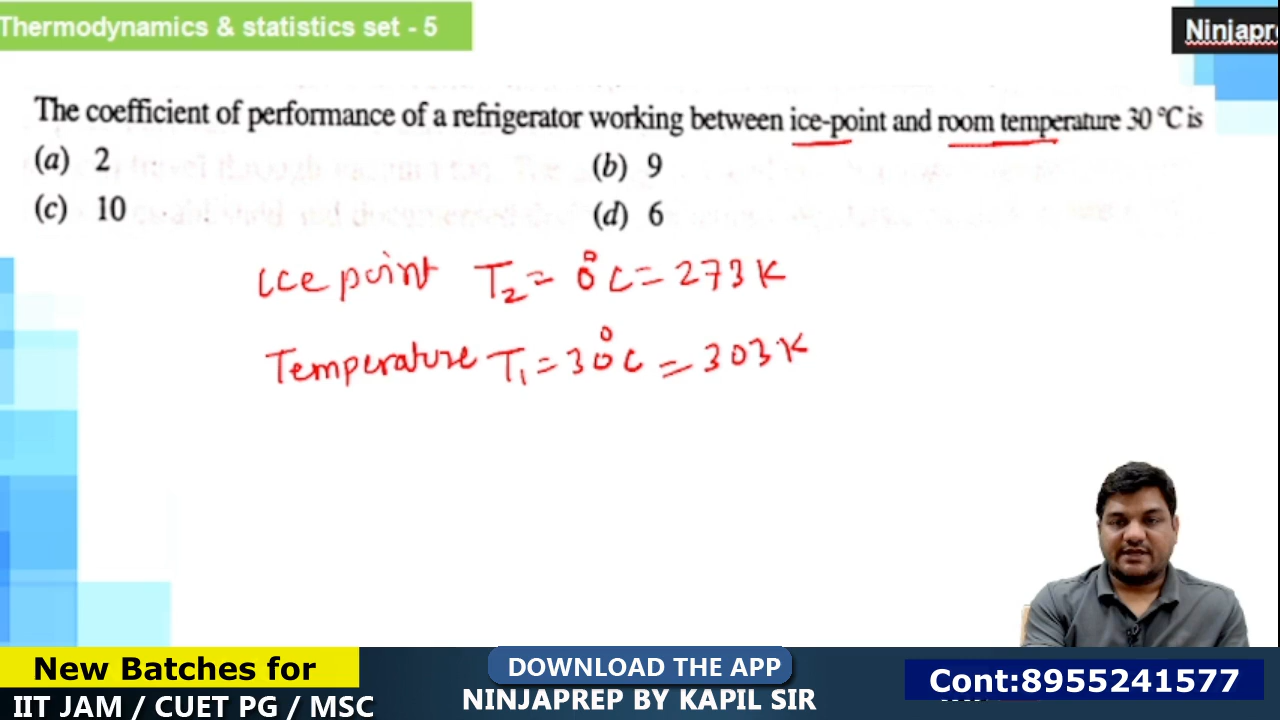 Thermodynamics & statistics set - 5
Ninjapre
The coefficient of performance of a refrigerator working between ice-point and room temperature 30 °C is
(a) 2
(b) 9
(c) 10
(d) 6
Ice point T₂ = 0°C = 273 K
Temperature T₁ = 30°C = 303 K
New Batches for
IIT JAM / CUET PG / MSC
DOWNLOAD THE APP
NINJAPREP BY KAPIL SIR
Cont:8955241577